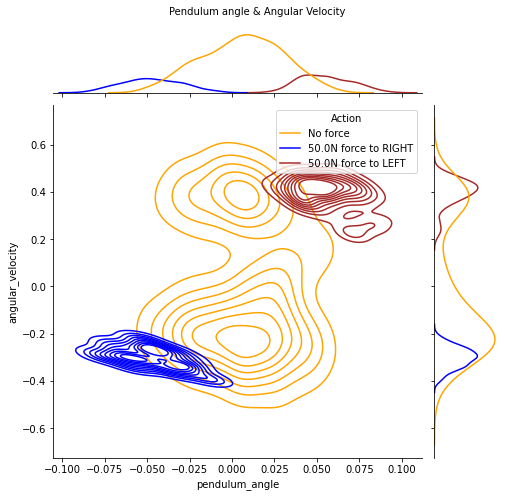 Pendulum angle & Angular Velocity
Action
No force
50.0N force to RIGHT
50.0N force to LEFT
0.6
0.4
0.2
0.0
−0.2
−0.4
−0.6
angular_velocity
−0.100 −0.075 −0.050 −0.025 0.000 0.025 0.050 0.075 0.100
pendulum_angle